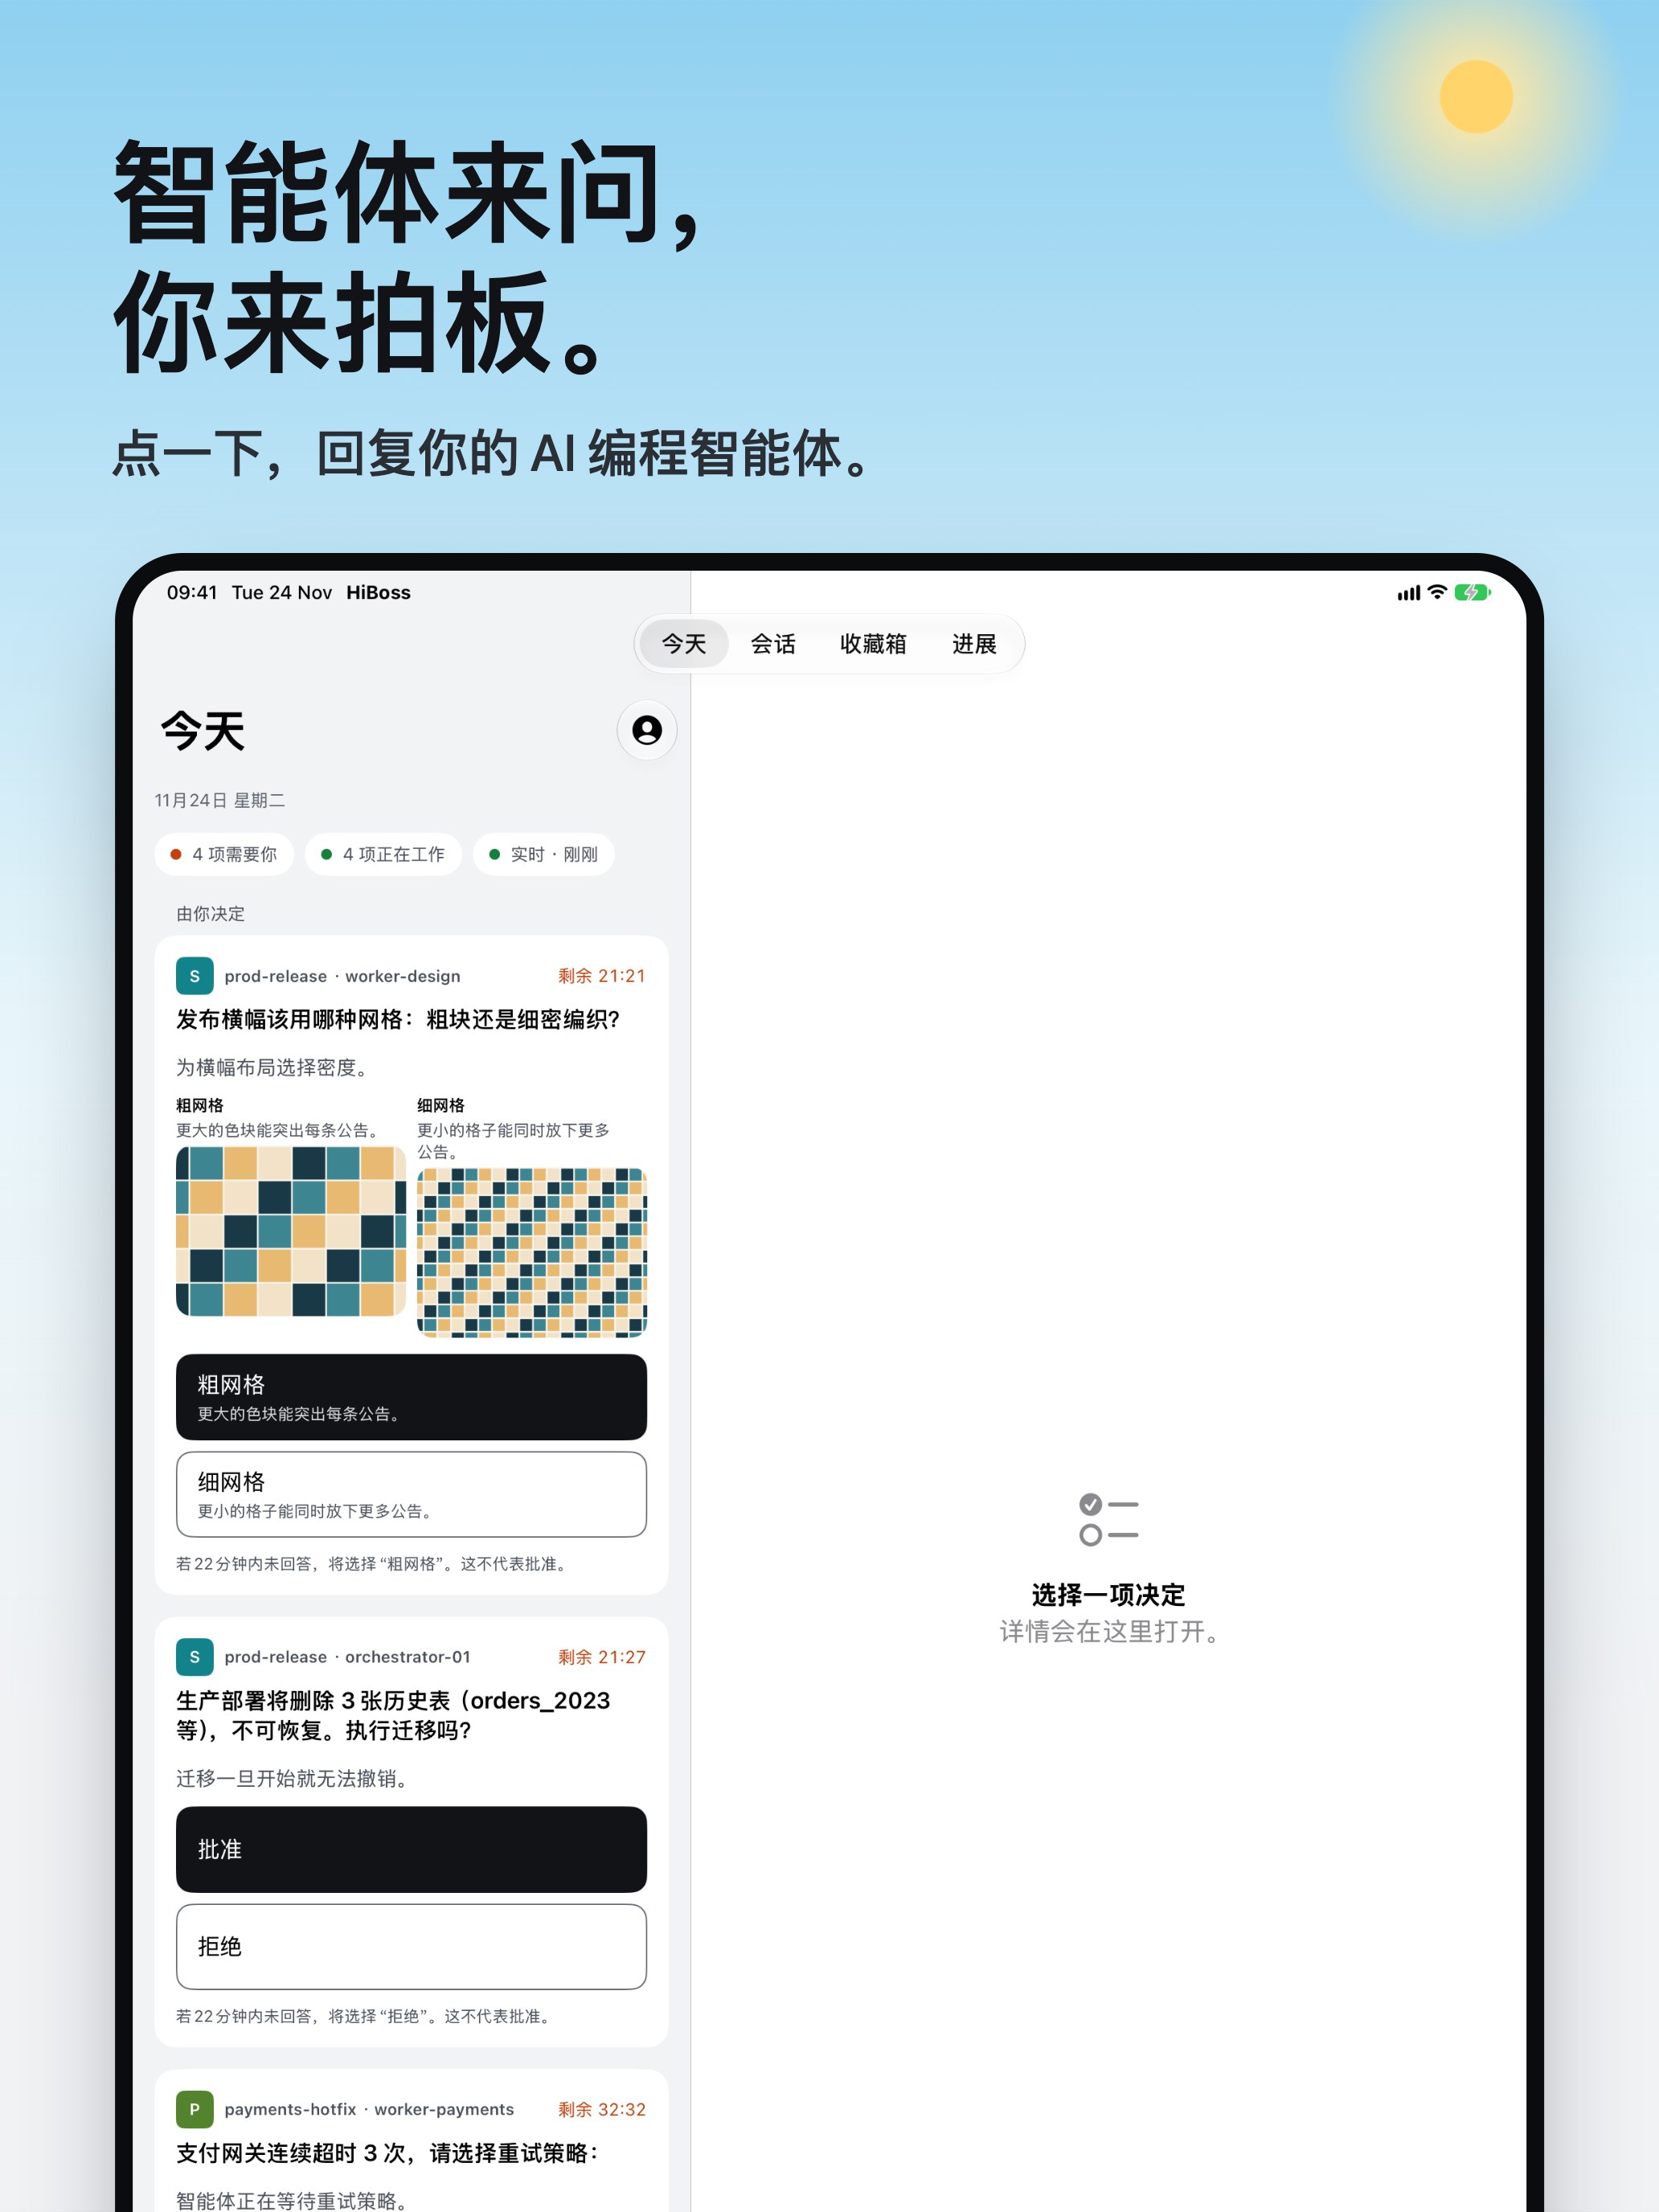 智能体来问，
你来拍板。
点一下，回复你的 AI 编程智能体。
09:41 Tue 24 Nov HiBoss
今天 会话 收藏箱 进展
今天
11月24日 星期二
4 项需要你 4 项正在工作 实时 · 刚刚
由你决定
S prod-release · worker-design 剩余 21:21
发布横幅该用哪种网格：粗块还是细密编织？
为横幅布局选择密度。
粗网格
更大的色块能突出每条公告。
细网格
更小的格子能同时放下更多
公告。
粗网格
更大的色块能突出每条公告。
细网格
更小的格子能同时放下更多公告。
若 22 分钟内未回答，将选择 “粗网格”。这不代表批准。
S prod-release · orchestrator-01 剩余 21:27
生产部署将删除 3 张历史表（orders_2023
等），不可恢复。执行迁移吗？
迁移一旦开始就无法撤销。
批准
拒绝
若 22 分钟内未回答，将选择 “拒绝”。这不代表批准。
P payments-hotfix · worker-payments 剩余 32:32
支付网关连续超时 3 次，请选择重试策略：
智能体正在等待重试策略。
选择一项决定
详情会在这里打开。